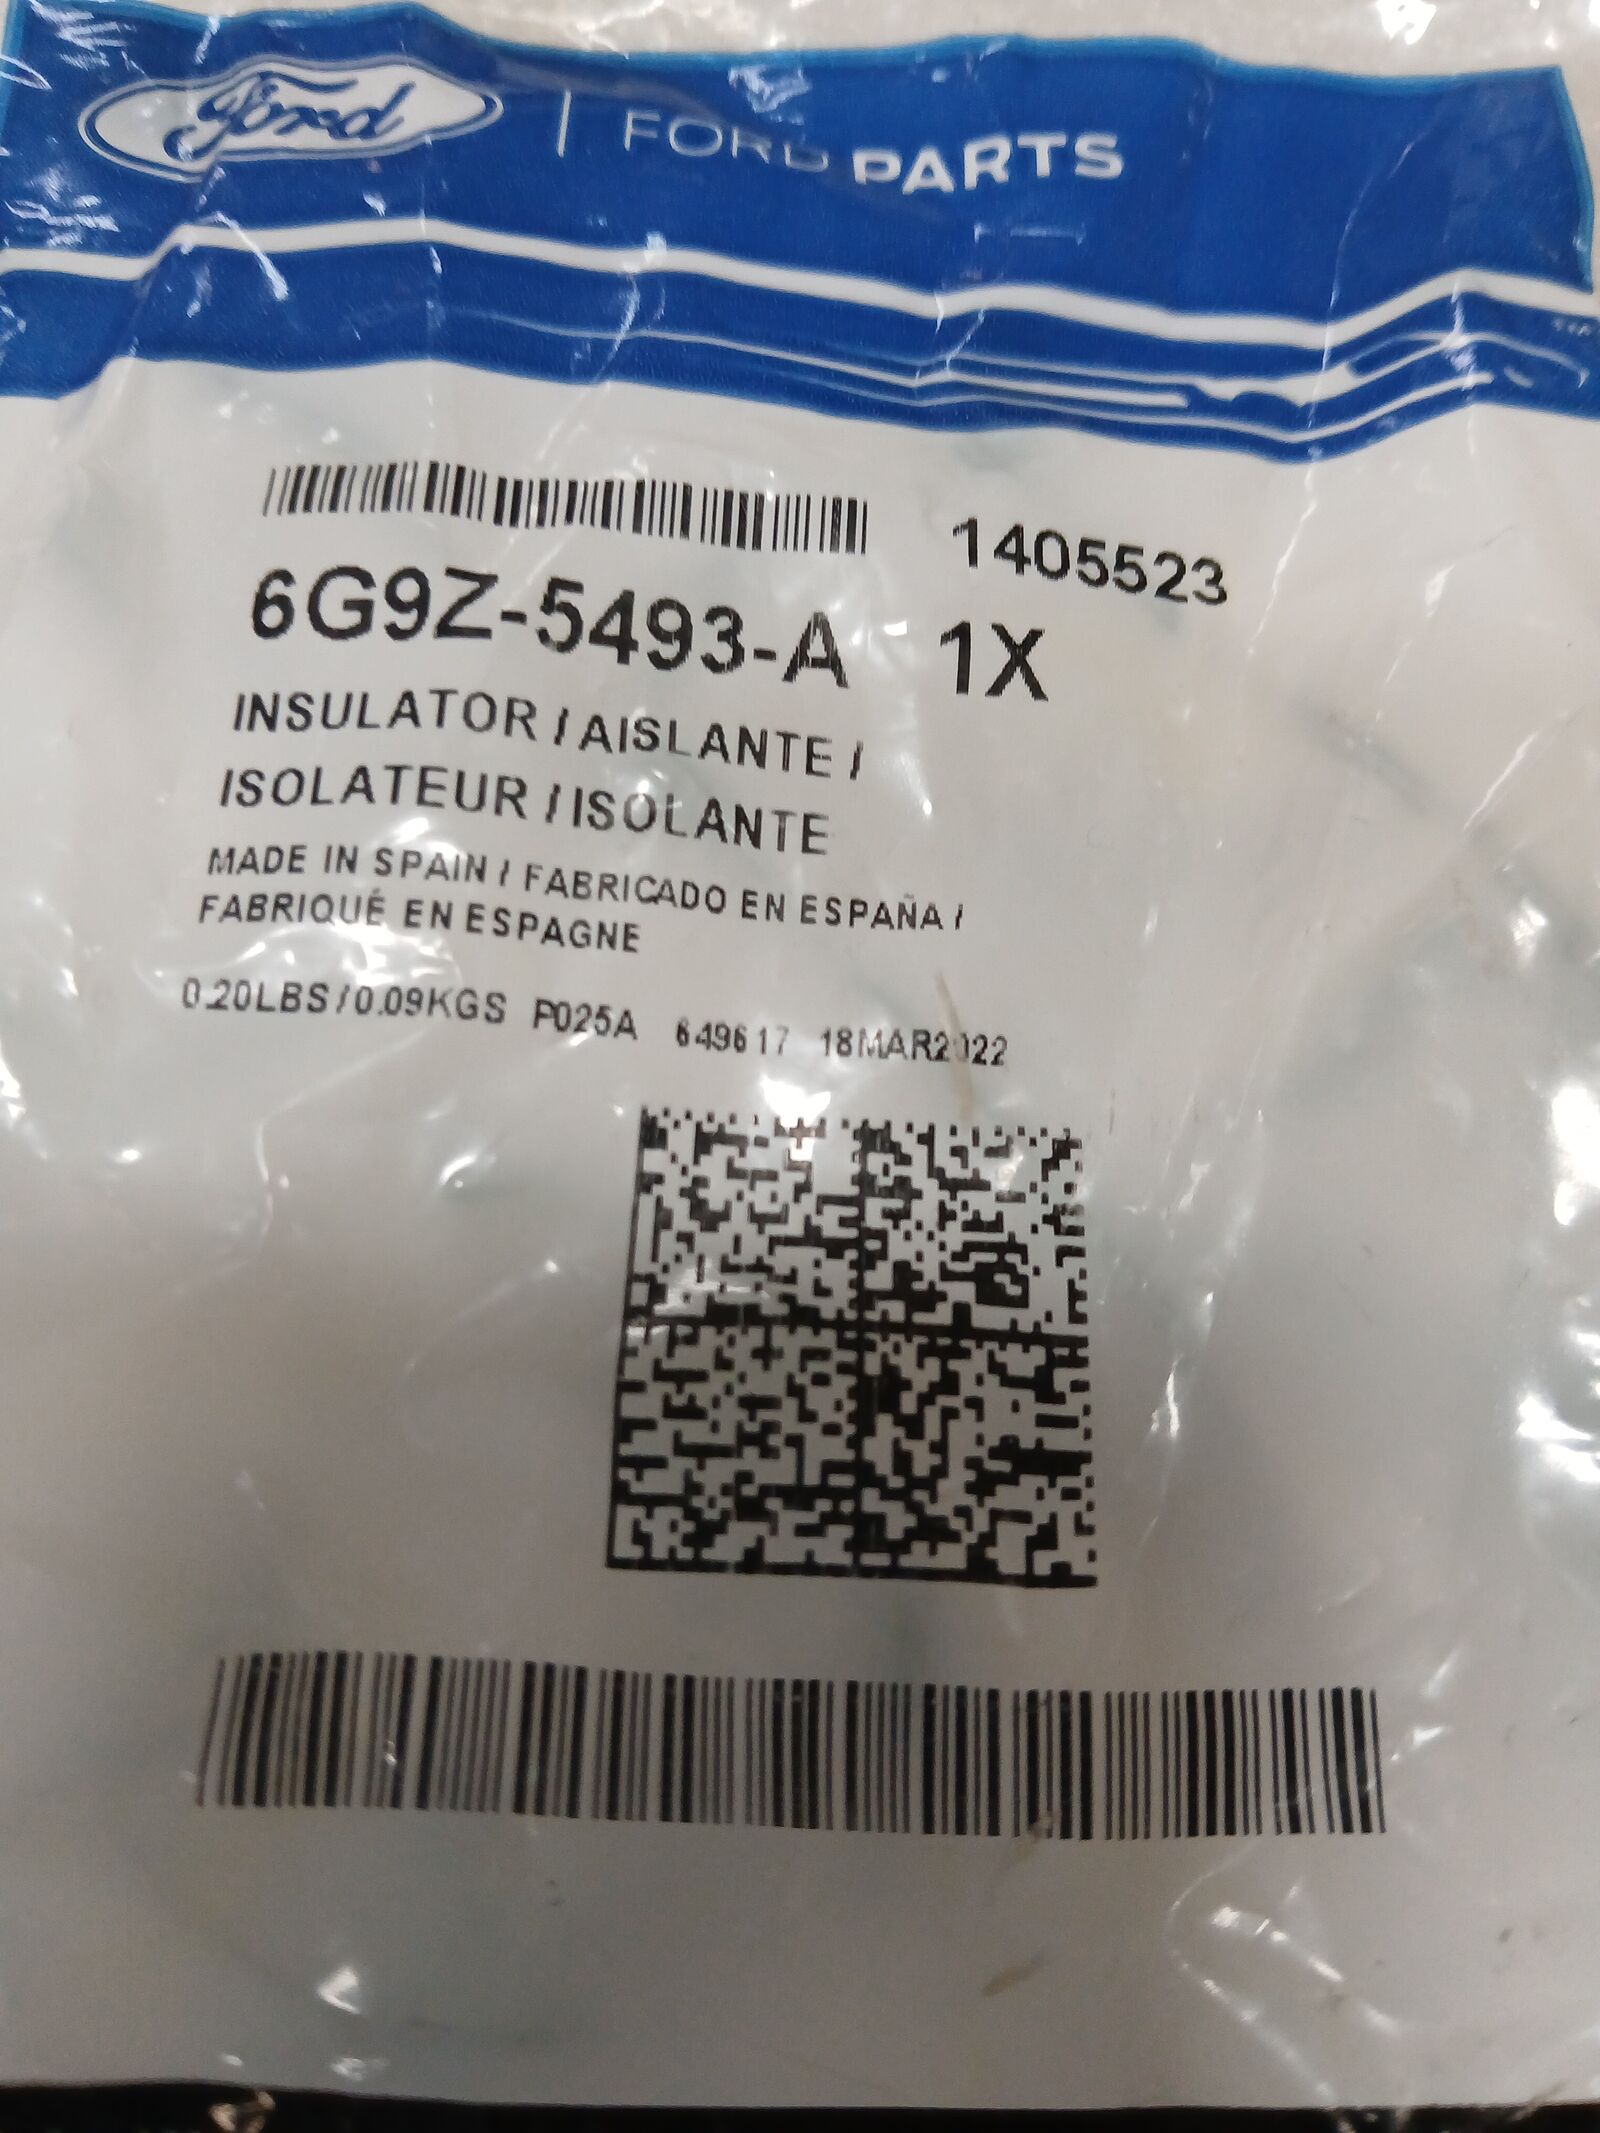 Ford | FORD PARTS
1405523
6G9Z-5493-A 1X
INSULATOR / AISLANTE /
ISOLATEUR / ISOLANTE
MADE IN SPAIN / FABRICADO EN ESPAÑA /
FABRIQUÉ EN ESPAGNE
0.20LBS/0.09KGS P025A 649617 18MAR2022